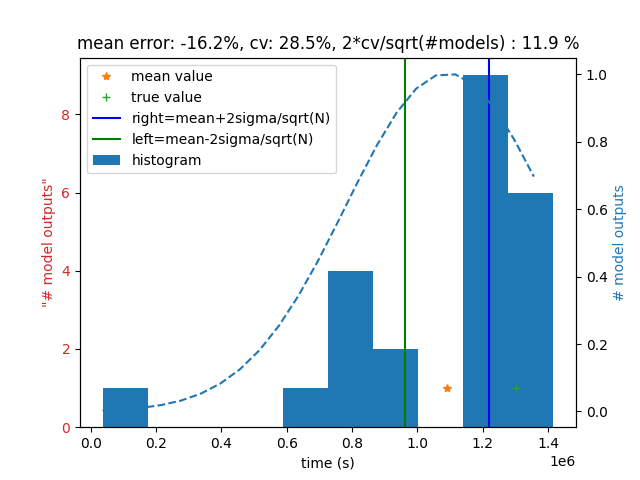 mean error: -16.2%, cv: 28.5%, 2*cv/sqrt(#models) : 11.9 %
mean value
true value
right=mean+2sigma/sqrt(N)
left=mean-2sigma/sqrt(N)
histogram
8
6
4
2
0
"# model outputs"
1.0
0.8
0.6
0.4
0.2
0.0
# model outputs
0.0 0.2 0.4 0.6 0.8 1.0 1.2 1.4
1e6
time (s)